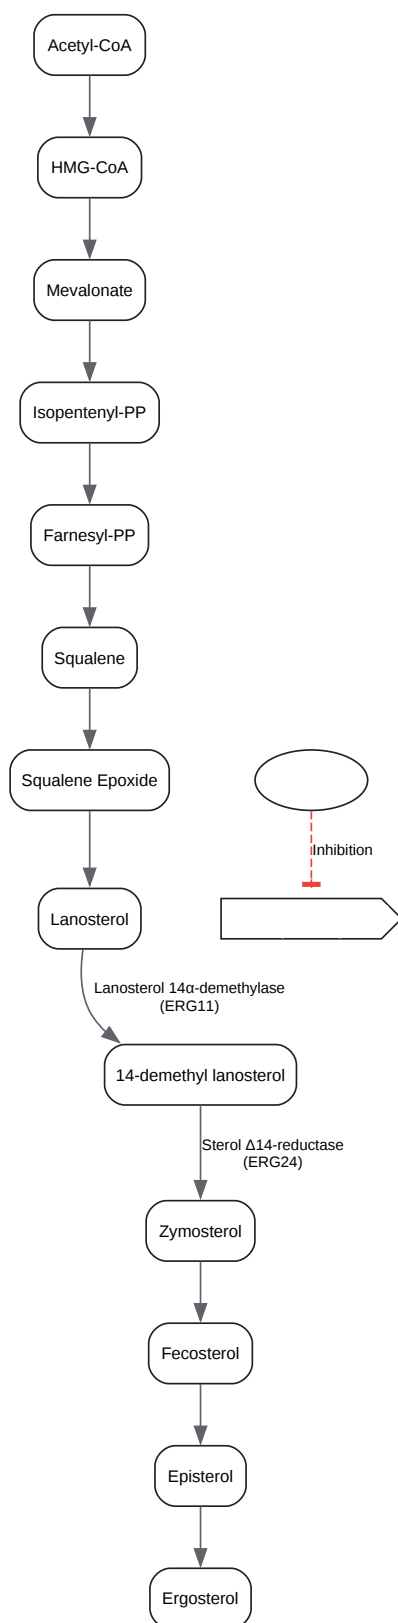 Acetyl-CoA
HMG-CoA
Mevalonate
Isopentenyl-PP
Farnesyl-PP
Squalene
Squalene Epoxide
Inhibition
Lanosterol
Lanosterol 14α-demethylase
(ERG11)
14-demethyl lanosterol
Sterol Δ14-reductase
(ERG24)
Zymosterol
Fecosterol
Episterol
Ergosterol